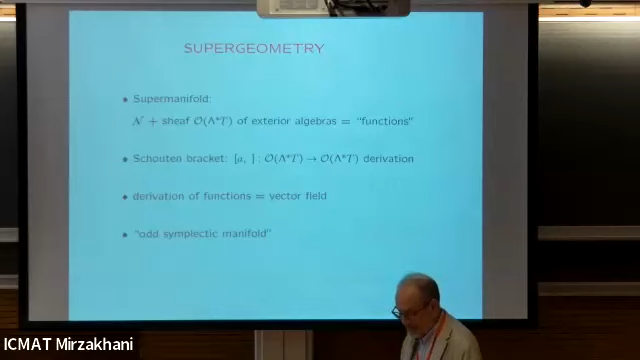 SUPERGEOMETRY
• Supermanifold:
𝒩 + sheaf 𝒪(Λ*T) of exterior algebras = "functions"
• Schouten bracket: [a, ] : 𝒪(Λ*T) → 𝒪(Λ*T) derivation
• derivation of functions = vector field
• "odd symplectic manifold"
ICMAT Mirzakhani